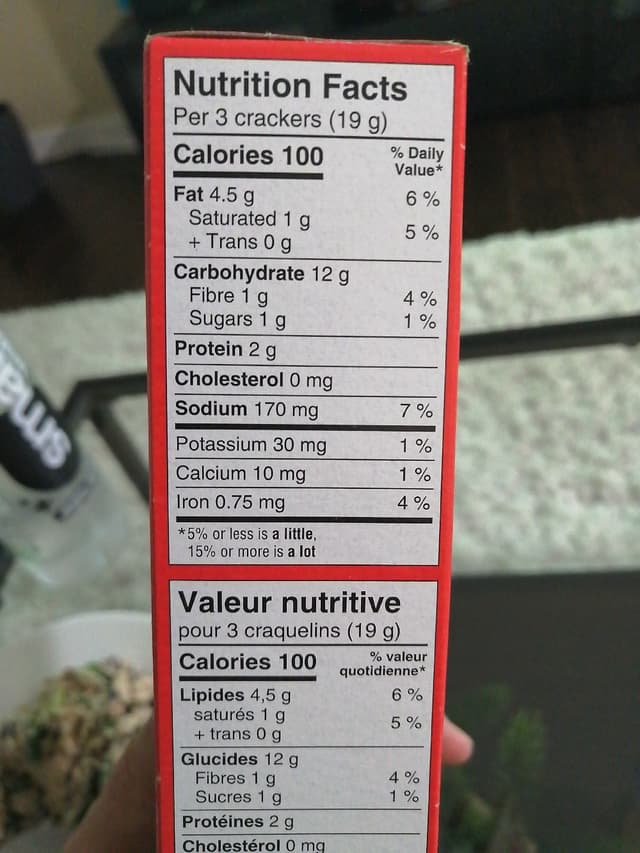 Nutrition Facts
Per 3 crackers (19 g)
Calories 100
% Daily
Value*
Fat 4.5 g 6 %
Saturated 1 g
+ Trans 0 g
5 %
Carbohydrate 12 g
Fibre 1 g 4 %
Sugars 1 g 1 %
Protein 2 g
Cholesterol 0 mg
Sodium 170 mg 7 %
Potassium 30 mg 1 %
Calcium 10 mg 1 %
Iron 0.75 mg 4 %
*5% or less is a little,
15% or more is a lot
Valeur nutritive
pour 3 craquelins (19 g)
Calories 100
% valeur
quotidienne*
Lipides 4,5 g 6 %
saturés 1 g
+ trans 0 g
5 %
Glucides 12 g
Fibres 1 g 4 %
Sucres 1 g 1 %
Protéines 2 g
Cholestérol 0 mg